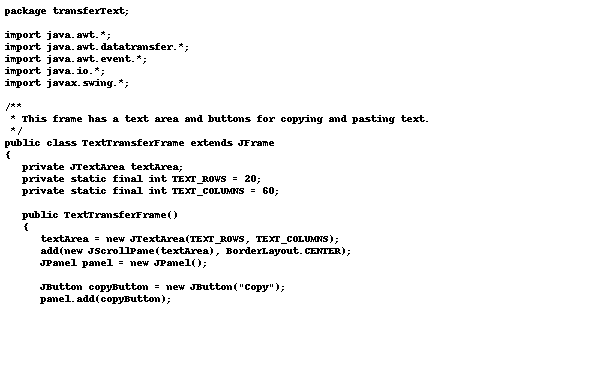 package transferText;

import java.awt.*;
import java.awt.datatransfer.*;
import java.awt.event.*;
import java.io.*;
import javax.swing.*;

/**
 * This frame has a text area and buttons for copying and pasting text.
 */
public class TextTransferFrame extends JFrame
{
   private JTextArea textArea;
   private static final int TEXT_ROWS = 20;
   private static final int TEXT_COLUMNS = 60;

   public TextTransferFrame()
   {
      textArea = new JTextArea(TEXT_ROWS, TEXT_COLUMNS);
      add(new JScrollPane(textArea), BorderLayout.CENTER);
      JPanel panel = new JPanel();

      JButton copyButton = new JButton("Copy");
      panel.add(copyButton);